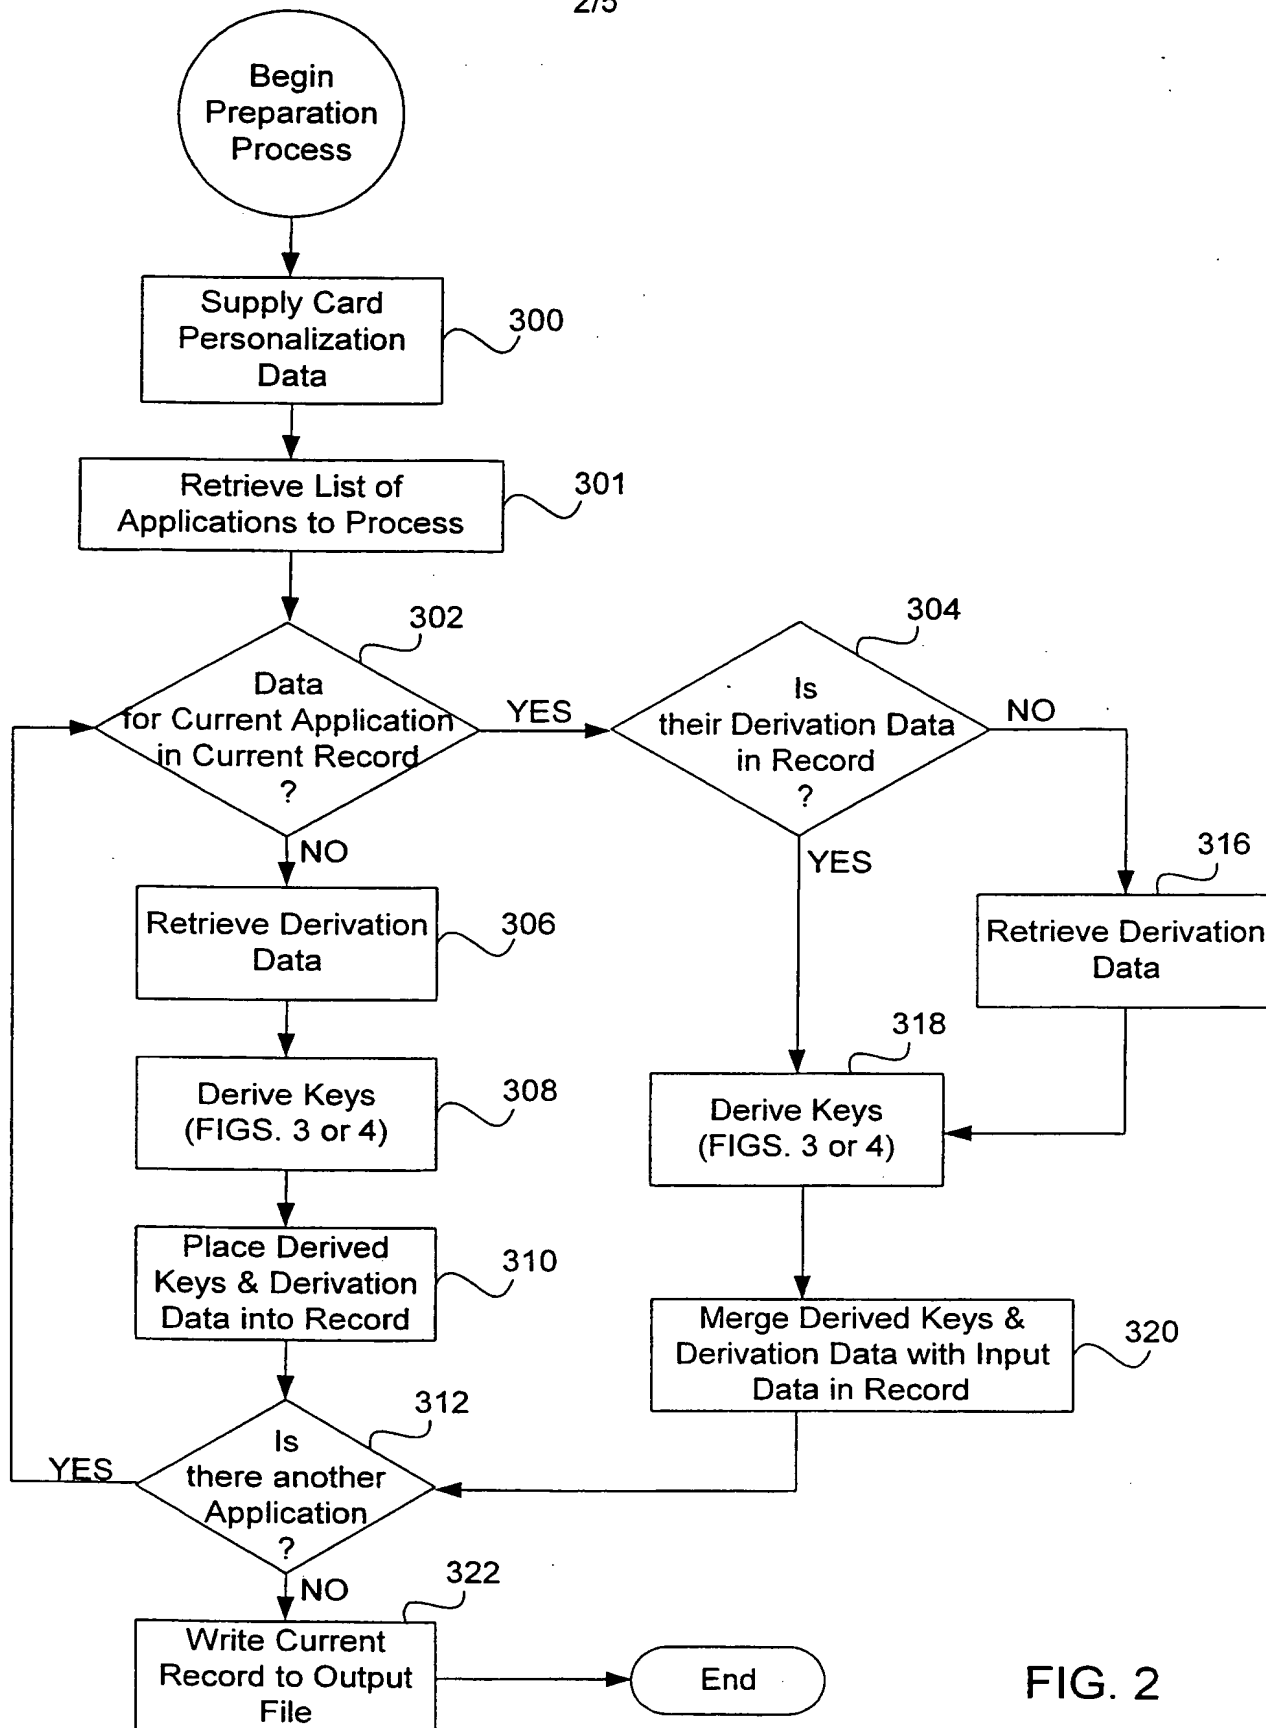 2/5
Begin
Preparation
Process
Supply Card
Personalization
Data
300
Retrieve List of
Applications to Process
301
302
Data
for Current Application
in Current Record
?
YES
304
Is
their Derivation Data
in Record
?
NO
NO
YES
316
Retrieve Derivation
Data
306
Retrieve Derivation
Data
318
Derive Keys
(FIGS. 3 or 4)
308
Derive Keys
(FIGS. 3 or 4)
Place Derived
Keys & Derivation
Data into Record
310
Merge Derived Keys &
Derivation Data with Input
Data in Record
320
312
Is
there another
Application
?
YES
NO
322
Write Current
Record to Output
File
End
FIG. 2